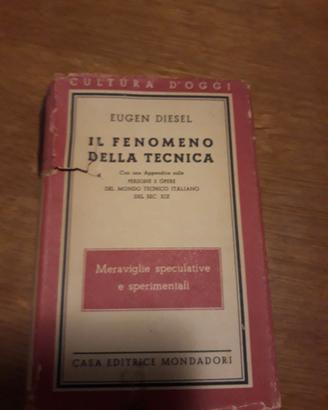 CULTURA D'OGGI
EUGEN DIESEL
IL FENOMENO
DELLA TECNICA
Con una Appendice sulle
PERSONE E OPERE
DEL MONDO TECNICO ITALIANO
DEL SEC. XIX
Meraviglie speculative
e sperimentali
CASA EDITRICE MONDADORI